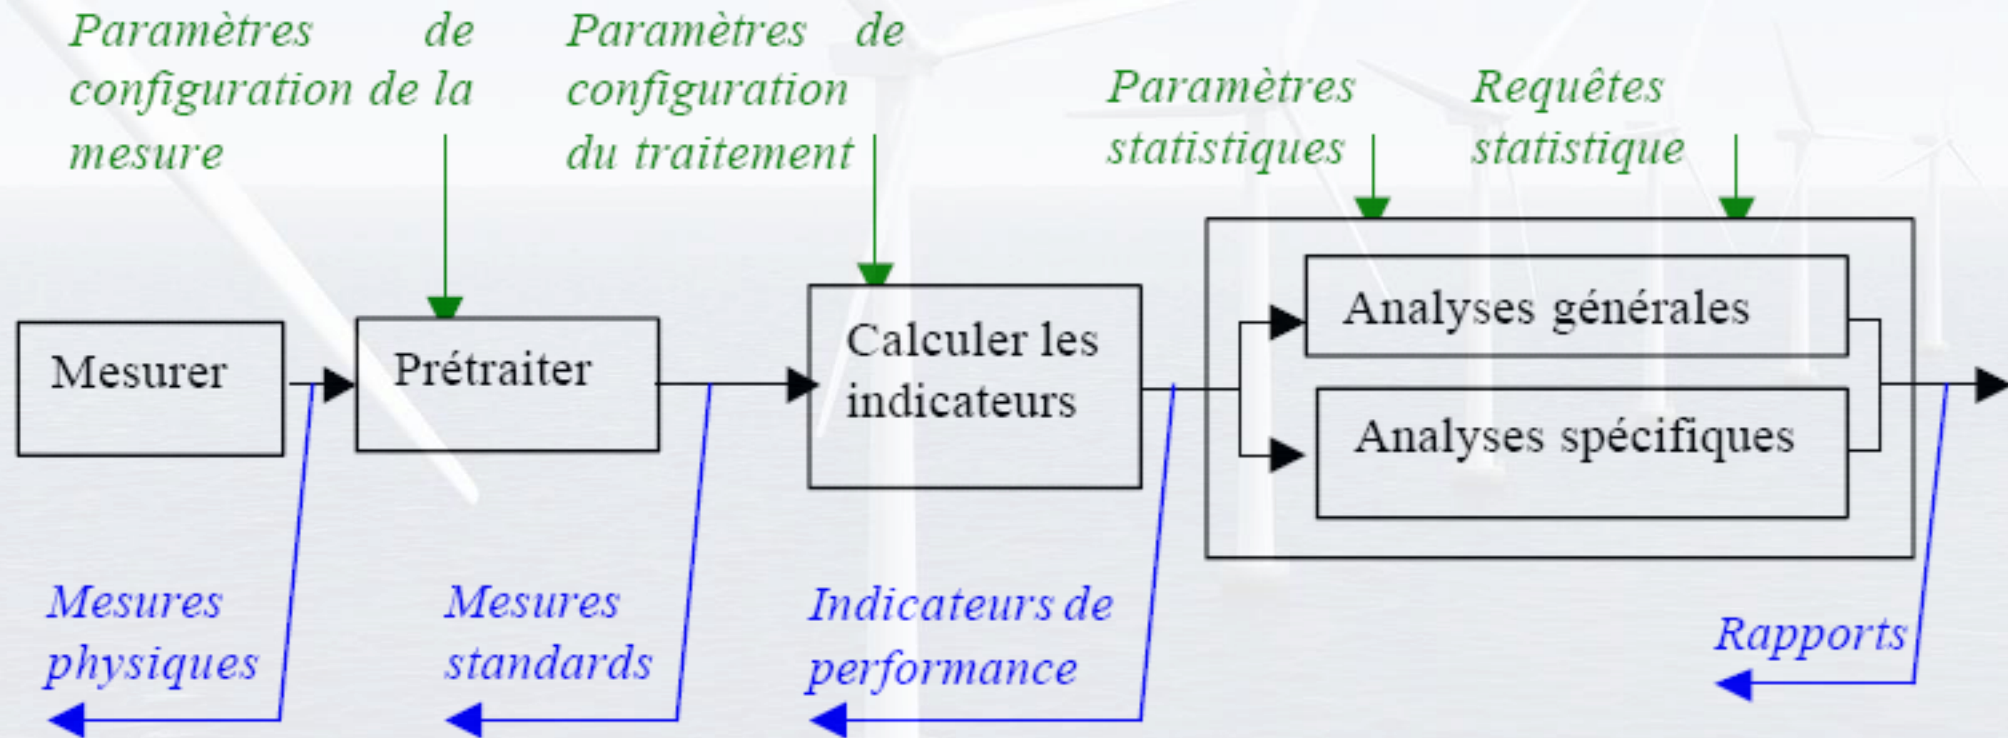 Paramètres de
configuration de la
mesure
Paramètres de
configuration
du traitement
Paramètres
statistiques
Requêtes
statistique
Mesurer
Prétraiter
Calculer les
indicateurs
Analyses générales
Analyses spécifiques
Mesures
physiques
Mesures
standards
Indicateurs de
performance
Rapports